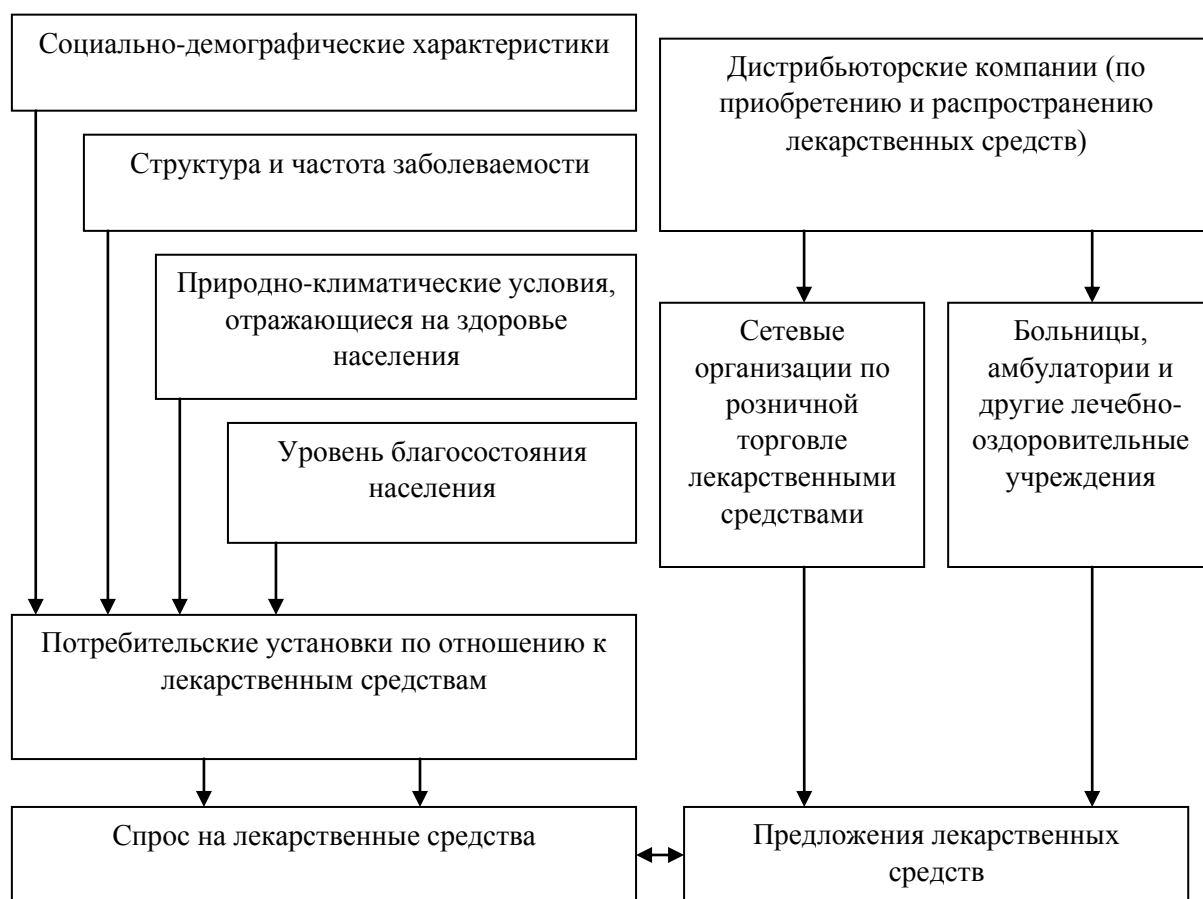 Социально-демографические характеристики
Структура и частота заболеваемости
Природно-климатические условия,
отражающиеся на здоровье
населения
Уровень благосостояния
населения
Потребительские установки по отношению к
лекарственным средствам
Спрос на лекарственные средства
Дистрибьюторские компании (по
приобретению и распространению
лекарственных средств)
Сетевые
организации по
розничной
торговле
лекарственными
средствами
Больницы,
амбулатории и
другие лечебно-
оздоровительные
учреждения
Предложения лекарственных
средств